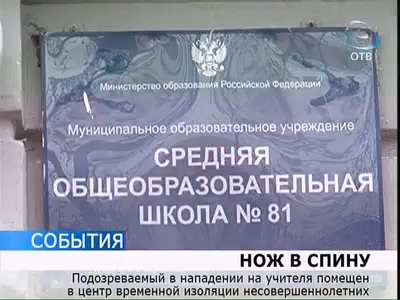 ОТВ
Министерство образования Российской Федерации
Муниципальное образовательное учреждение
СРЕДНЯЯ
ОБЩЕОБРАЗОВАТЕЛЬНАЯ
ШКОЛА № 81
СОБЫТИЯ
НОЖ В СПИНУ
Подозреваемый в нападении на учителя помещен
в центр временной изоляции несовершеннолетних